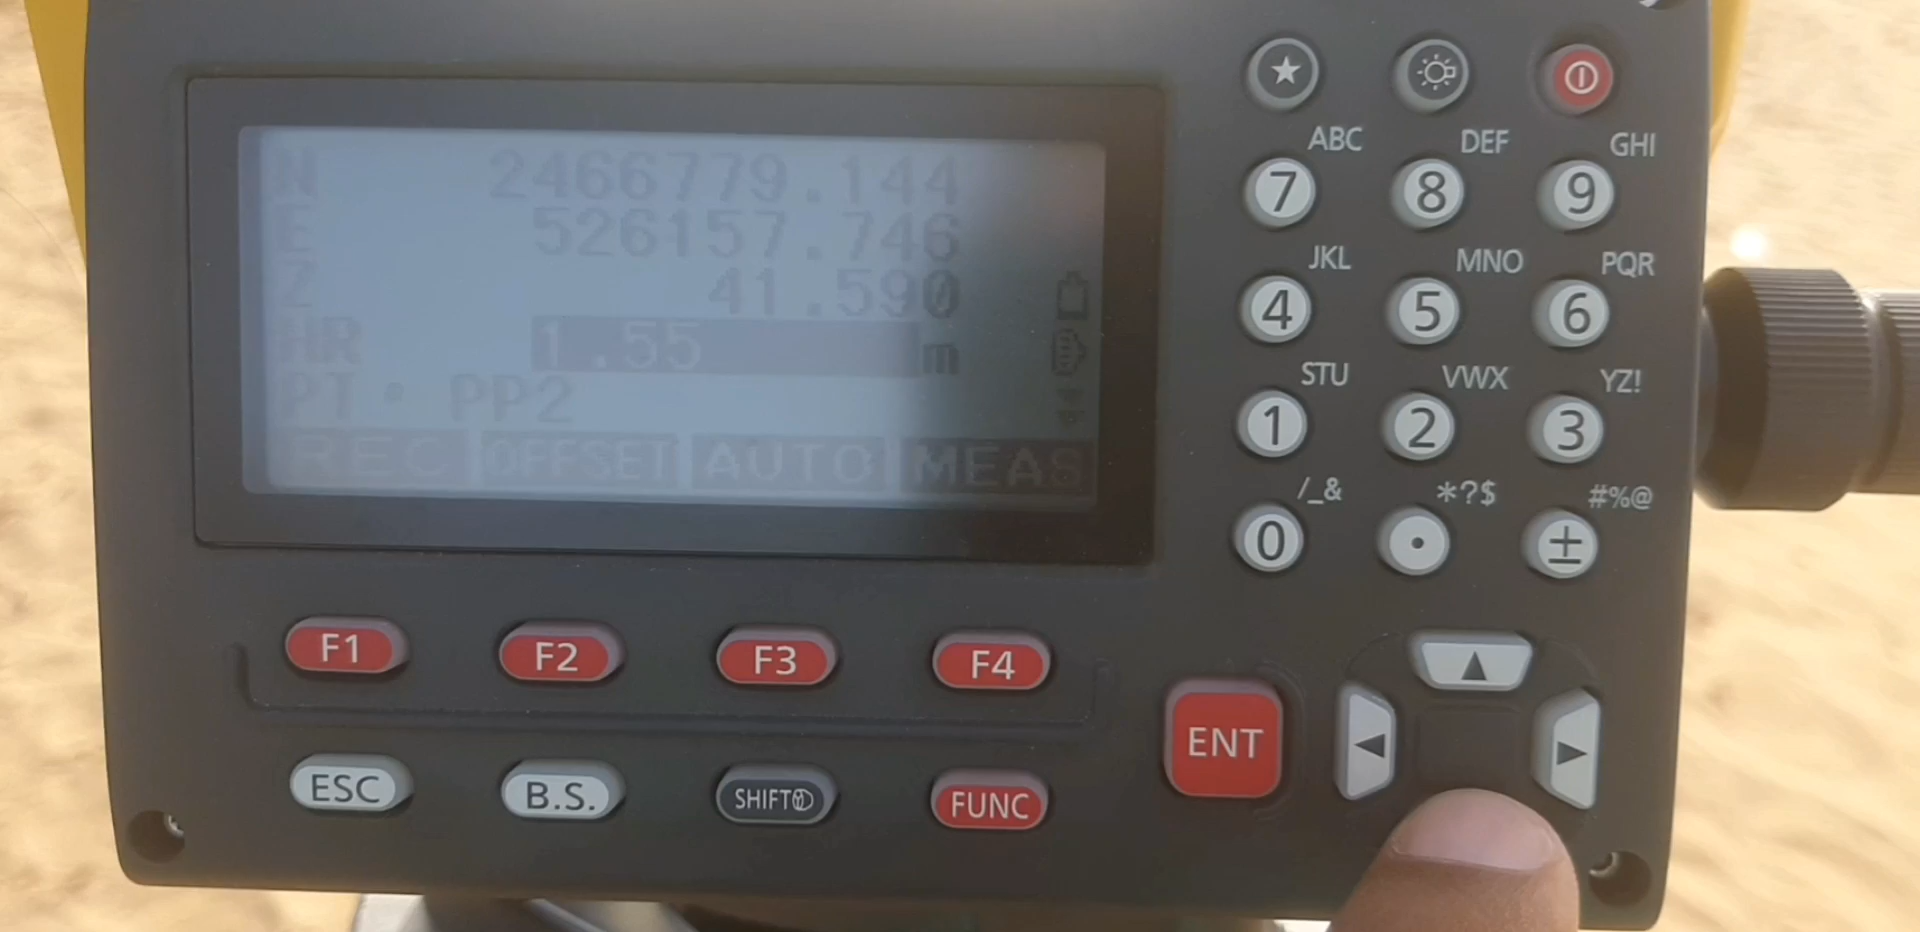 N 2466779.144
E 526157.746
Z 41.590
HR 1.55 m
PT• PP2
REC OFFSET AUTO MEAS
ABC DEF GHI
7 8 9
JKL MNO PQR
4 5 6
STU VWX YZ!
1 2 3
/_& *?$ #%@
0 • ±
F1 F2 F3 F4
ENT
ESC B.S. SHIFT FUNC